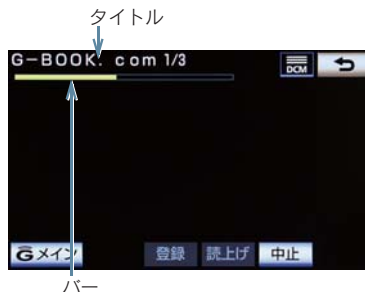 タイトル
G-BOOK. com 1/3
DCM
Gメイン
登録 読上げ 中止
バー